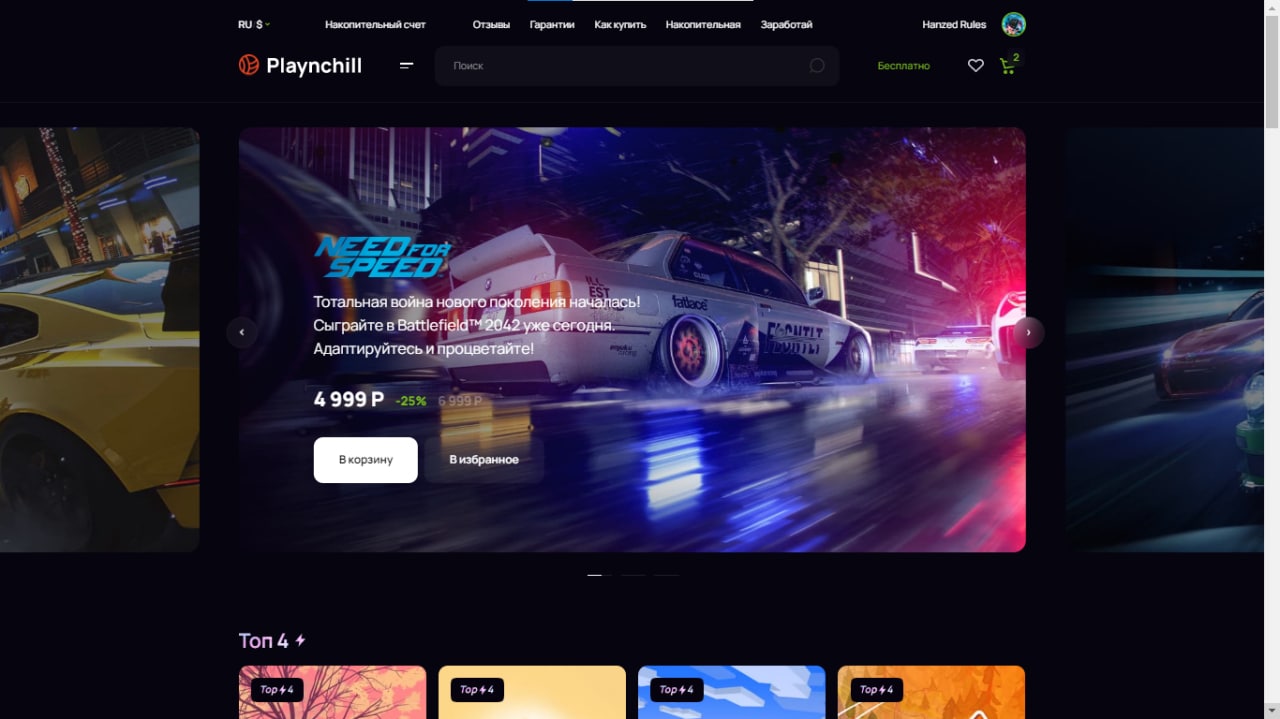 RU $
Накопительный счет
Отзывы
Гарантии
Как купить
Накопительная
Заработай
Hanzed Rules
Playnchill
Поиск
Бесплатно
2
NEED FOR
SPEED
Тотальная война нового поколения началась!
Сыграйте в Battlefield™ 2042 уже сегодня.
Адаптируйтесь и процветайте!
4 999 Р -25% 6 999 Р
В корзину
В избранное
fatlace
Топ 4
Top 4
Top 4
Top 4
Top 4